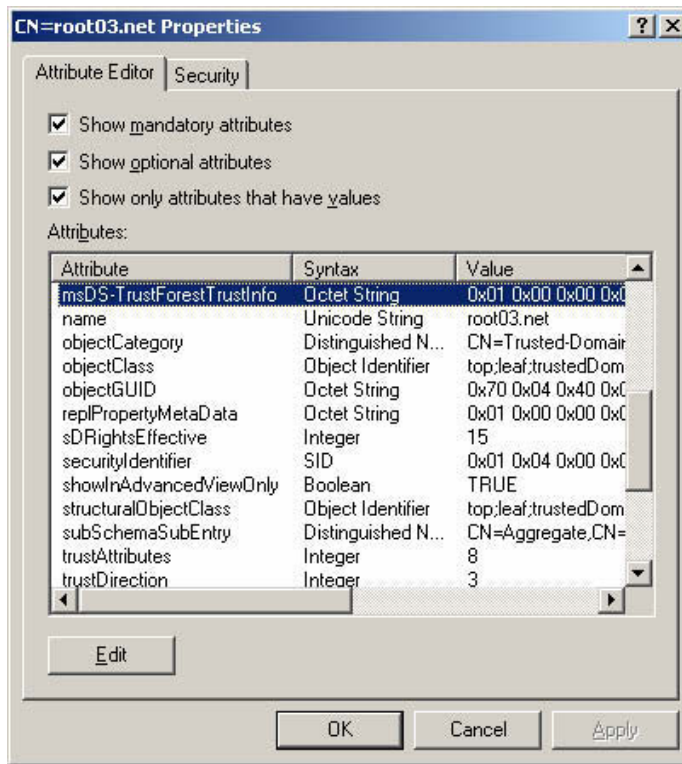 CN=root03.net Properties
Attribute Editor Security
Show mandatory attributes
Show optional attributes
Show only attributes that have values
Attributes:
Attribute Syntax Value
msDS-TrustForestTrustInfo Octet String 0x01 0x00 0x00 0x0
name Unicode String root03.net
objectCategory Distinguished N... CN=Trusted-Domain
objectClass Object Identifier top;leaf;trustedDom
objectGUID Octet String 0x70 0x04 0x40 0x0
replPropertyMetaData Octet String 0x01 0x00 0x00 0x0
sDRightsEffective Integer 15
securityIdentifier SID 0x01 0x04 0x00 0x0
showInAdvancedViewOnly Boolean TRUE
structuralObjectClass Object Identifier top;leaf;trustedDom
subSchemaSubEntry Distinguished N... CN=Aggregate,CN=
trustAttributes Integer 8
trustDirection Integer 3
Edit
OK Cancel Apply